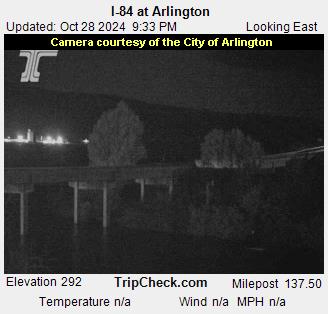 I-84 at Arlington
Updated: Oct 28 2024 9:33 PM Looking East
Camera courtesy of the City of Arlington
Elevation 292 TripCheck.com Milepost 137.50
Temperature n/a Wind n/a MPH n/a